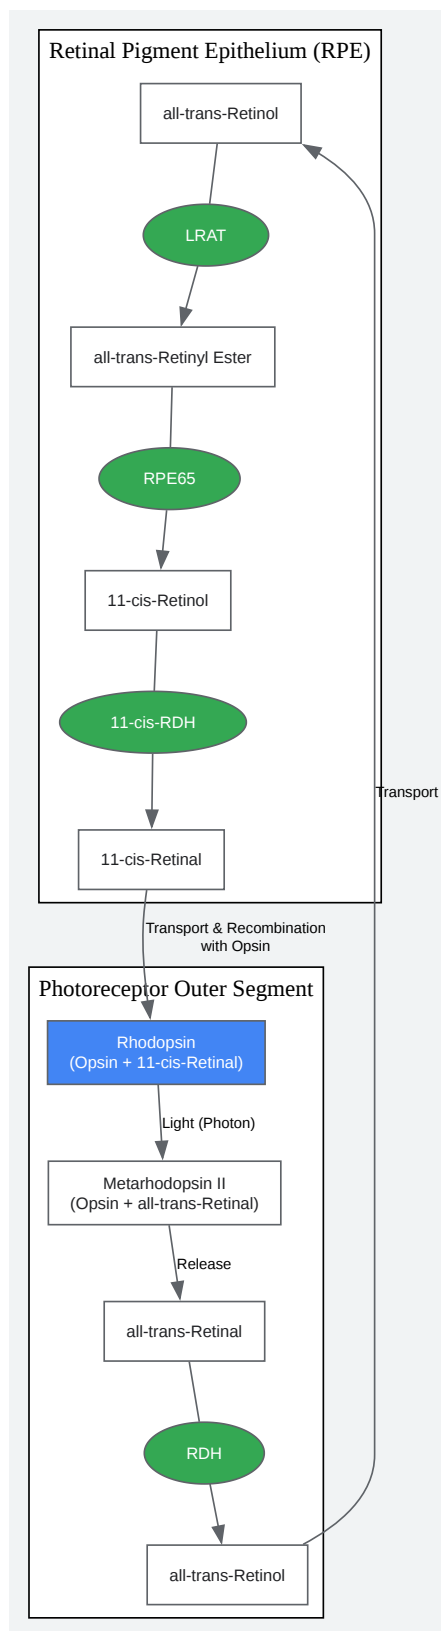 Retinal Pigment Epithelium (RPE)
all-trans-Retinol
LRAT
all-trans-Retinyl Ester
RPE65
11-cis-Retinol
11-cis-RDH
Transport
11-cis-Retinal
Transport & Recombination
with Opsin
Photoreceptor Outer Segment
Rhodopsin
(Opsin + 11-cis-Retinal)
Light (Photon)
Metarhodopsin II
(Opsin + all-trans-Retinal)
Release
all-trans-Retinal
RDH
all-trans-Retinol